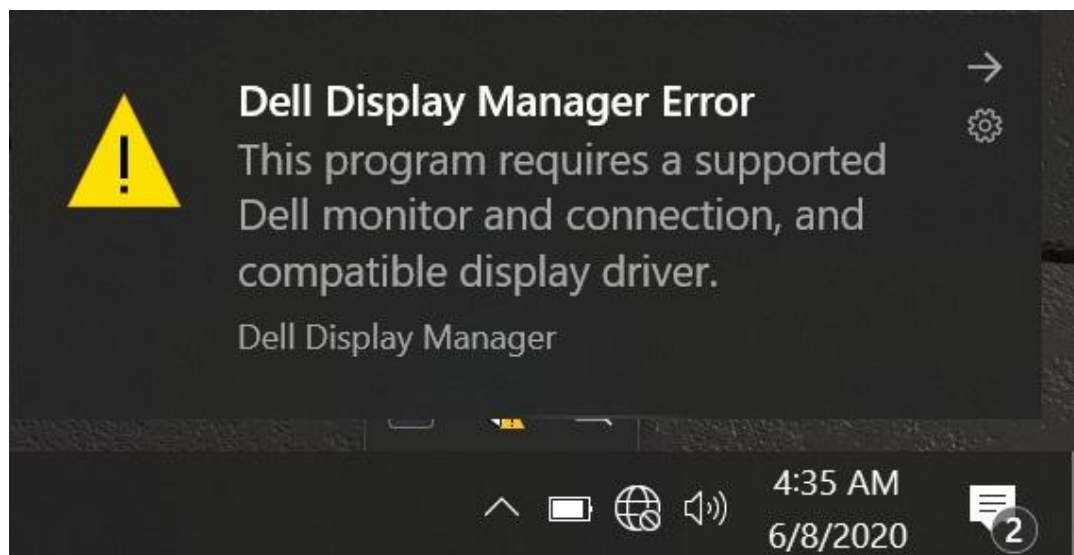 Dell Display Manager Error
This program requires a supported
Dell monitor and connection, and
compatible display driver.
Dell Display Manager
4:35 AM
6/8/2020
2